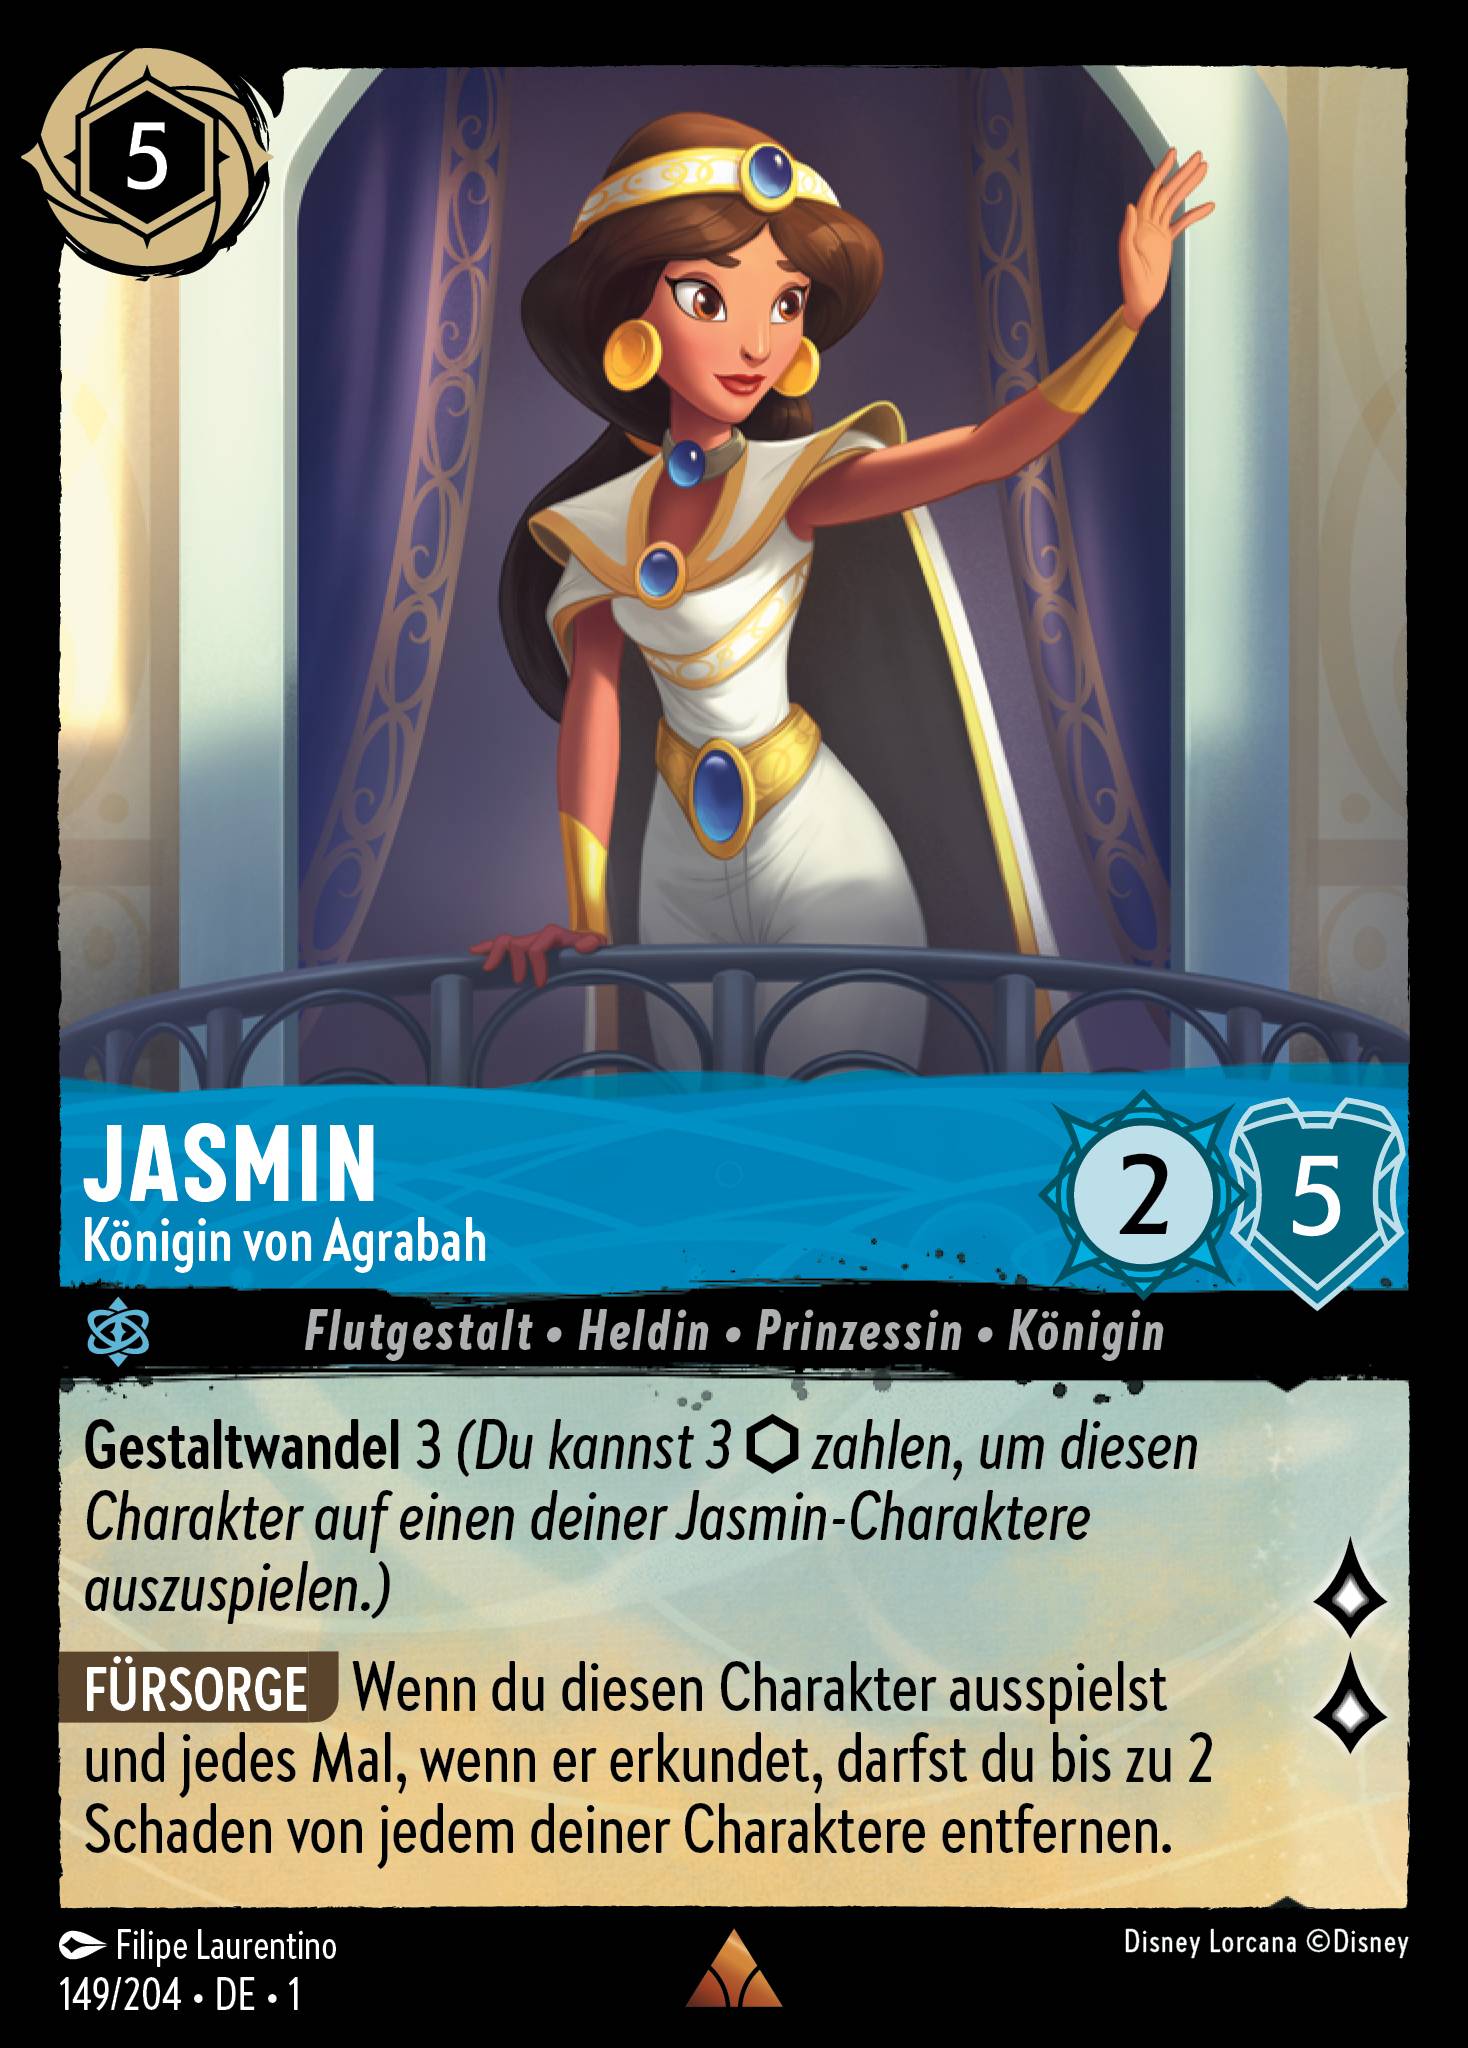 5
JASMIN
Königin von Agrabah
2
5
Flutgestalt • Heldin • Prinzessin • Königin
Gestaltwandel 3 (Du kannst 3 ⬡ zahlen, um diesen
Charakter auf einen deiner Jasmin-Charaktere
auszuspielen.)
FÜRSORGE Wenn du diesen Charakter ausspielst
und jedes Mal, wenn er erkundet, darfst du bis zu 2
Schaden von jedem deiner Charaktere entfernen.
Filipe Laurentino
Disney Lorcana ©Disney
149/204 • DE • 1